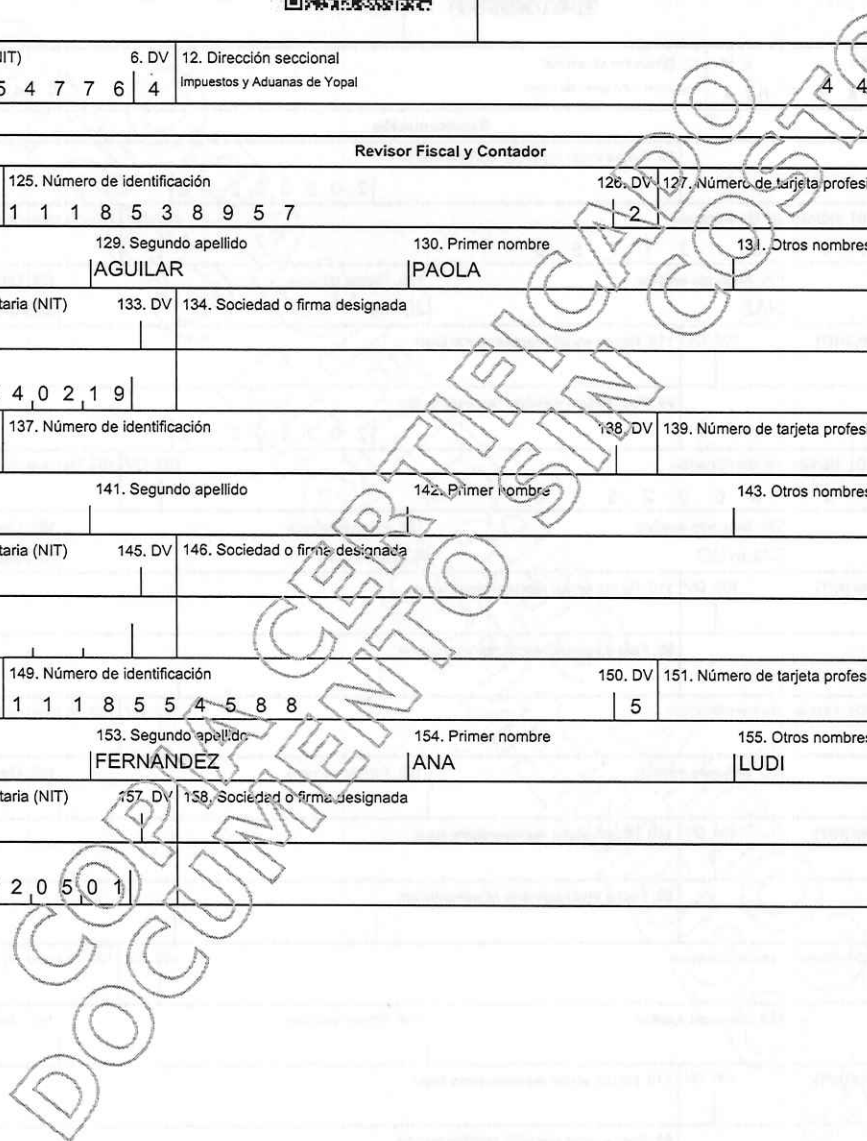 NIT) 6. DV 12. Dirección seccional
5 4 7 7 6 4 Impuestos y Aduanas de Yopal 4 4
Revisor Fiscal y Contador
125. Número de identificación 126. DV 127. Número de tarjeta profesi
1 1 1 8 5 3 8 9 5 7 2
129. Segundo apellido 130. Primer nombre 131. Otros nombres
AGUILAR PAOLA
taria (NIT) 133. DV 134. Sociedad o firma designada
4 0 2 1 9
137. Número de identificación 138. DV 139. Número de tarjeta profesi
141. Segundo apellido 142. Primer nombre 143. Otros nombres
taria (NIT) 145. DV 146. Sociedad o firma designada
149. Número de identificación 150. DV 151. Número de tarjeta profes
1 1 1 8 5 5 4 5 8 8 5
153. Segundo apellido 154. Primer nombre 155. Otros nombres
FERNANDEZ ANA LUDI
taria (NIT) 157. DV 158. Sociedad o firma designada
2 0 5 0 1
COPIA CERTIFICADO
DOCUMENTO SIN COSTO